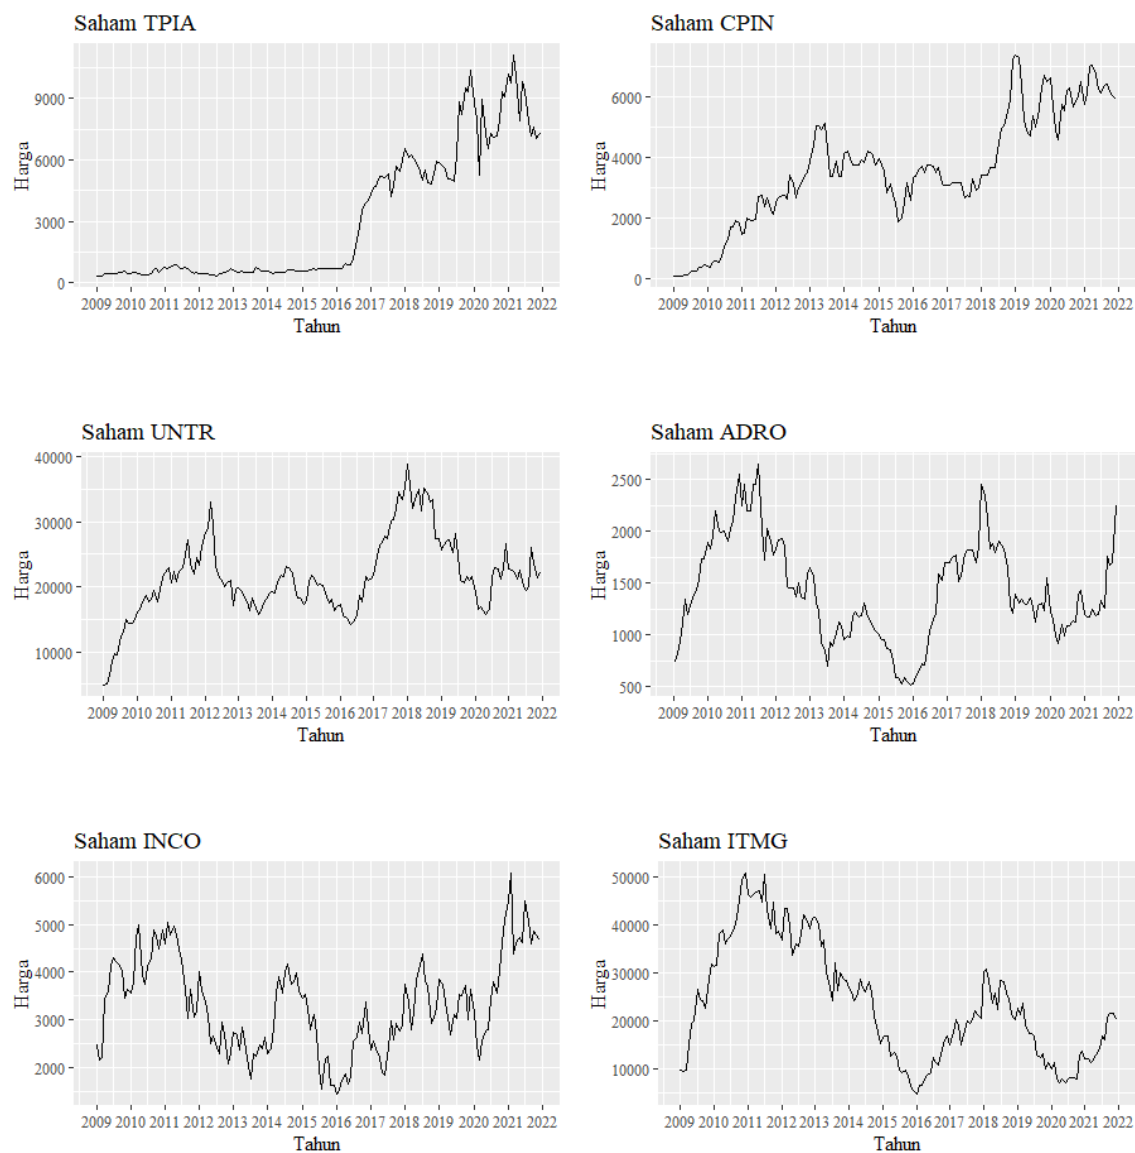 Saham TPIA
Harga
9000
6000
3000
0
2009 2010 2011 2012 2013 2014 2015 2016 2017 2018 2019 2020 2021 2022
Tahun
Saham CPIN
Harga
6000
4000
2000
0
2009 2010 2011 2012 2013 2014 2015 2016 2017 2018 2019 2020 2021 2022
Tahun
Saham UNTR
Harga
40000
30000
20000
10000
2009 2010 2011 2012 2013 2014 2015 2016 2017 2018 2019 2020 2021 2022
Tahun
Saham ADRO
Harga
2500
2000
1500
1000
500
2009 2010 2011 2012 2013 2014 2015 2016 2017 2018 2019 2020 2021 2022
Tahun
Saham INCO
Harga
6000
5000
4000
3000
2000
2009 2010 2011 2012 2013 2014 2015 2016 2017 2018 2019 2020 2021 2022
Tahun
Saham ITMG
Harga
50000
40000
30000
20000
10000
2009 2010 2011 2012 2013 2014 2015 2016 2017 2018 2019 2020 2021 2022
Tahun